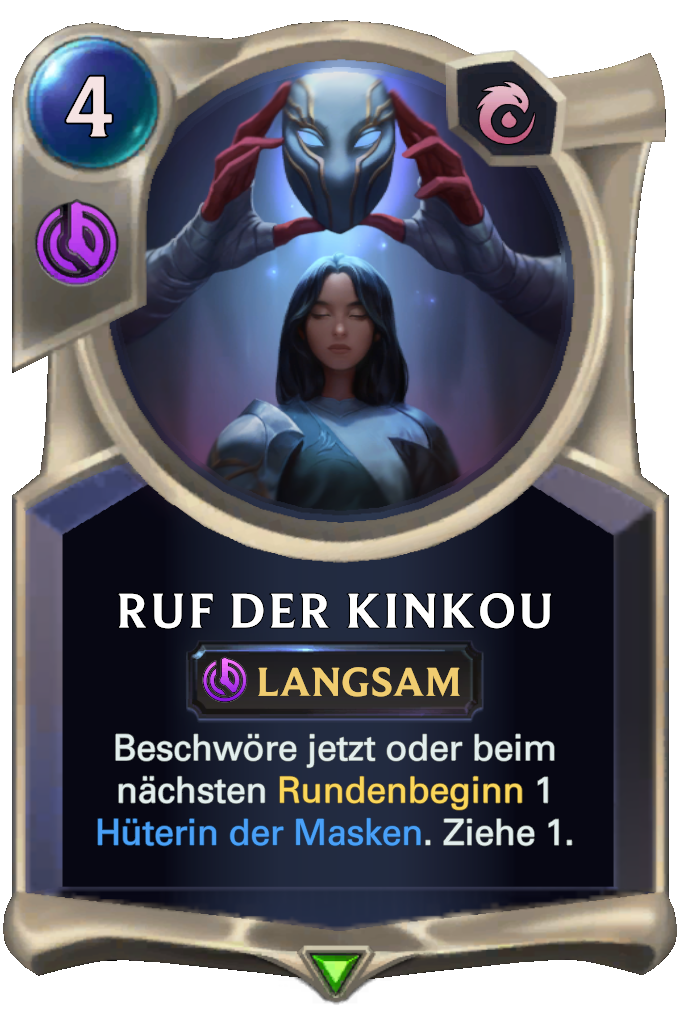 4
RUF DER KINKOU
LANGSAM
Beschwöre jetzt oder beim
nächsten Rundenbeginn 1
Hüterin der Masken. Ziehe 1.